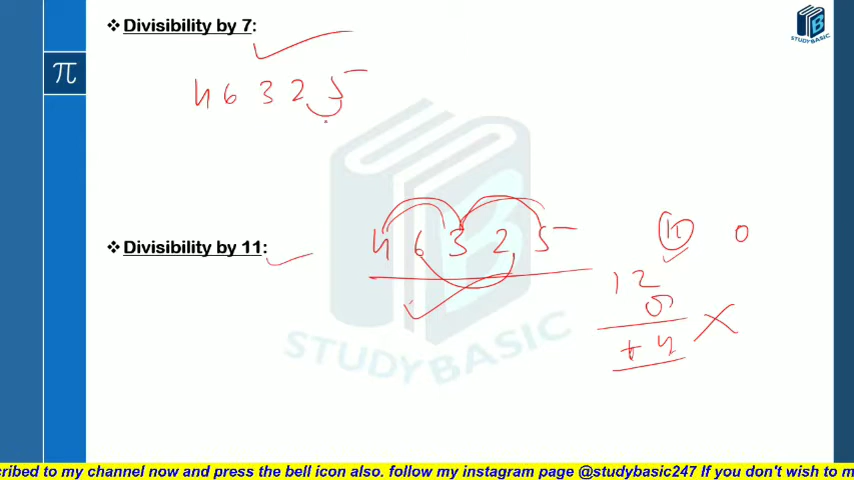 ❖ Divisibility by 7:
STUDYBASIC
π
4 6 3 2 5
❖ Divisibility by 11:
4 6 3 2 5
11 0
12
8
+4
STUDYBASIC
cribed to my channel now and press the bell icon also. follow my instagram page @studybasic247 If you don't wish to m